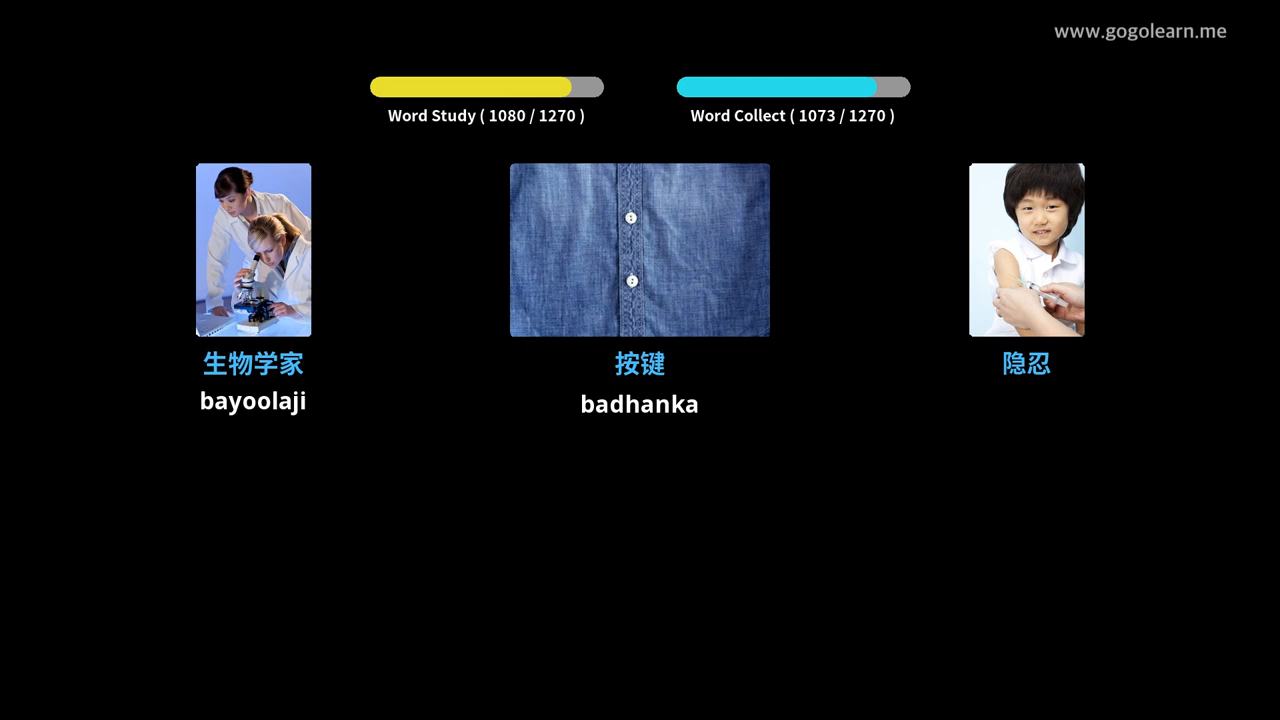 www.gogolearn.me
Word Study ( 1080 / 1270 )
Word Collect ( 1073 / 1270 )
生物学家
按键
隐忍
bayoolaji
badhanka